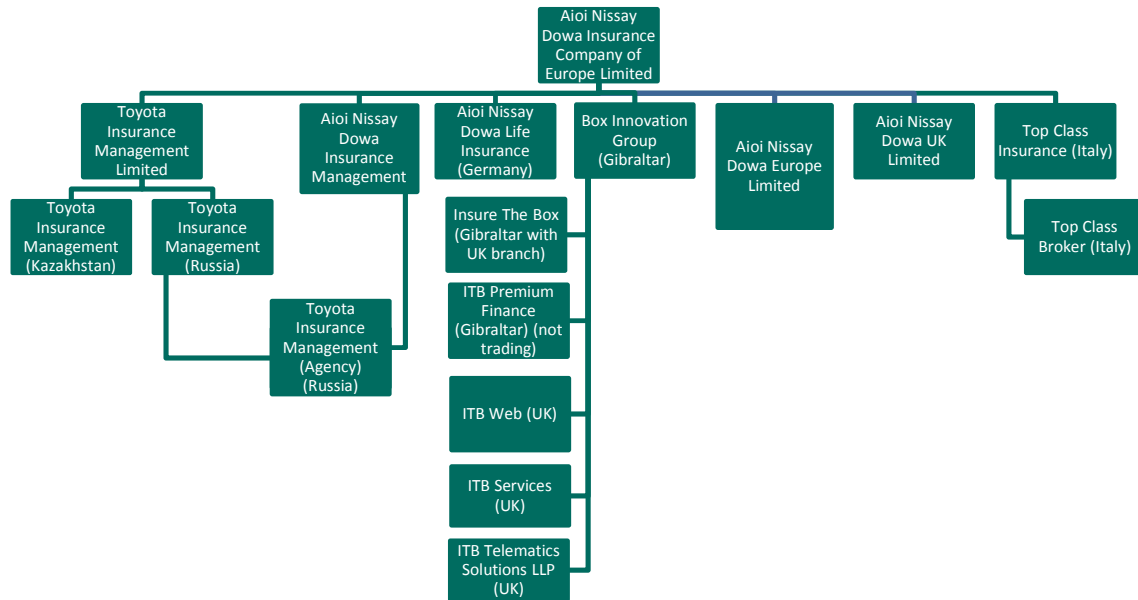 Aioi Nissay
Dowa Insurance
Company of
Europe Limited
Toyota
Insurance
Management
Limited
Aioi Nissay
Dowa
Insurance
Management
Aioi Nissay
Dowa Life
Insurance
(Germany)
Box Innovation
Group
(Gibraltar)
Aioi Nissay
Dowa Europe
Limited
Aioi Nissay
Dowa UK
Limited
Top Class
Insurance (Italy)
Toyota
Insurance
Management
(Kazakhstan)
Toyota
Insurance
Management
(Russia)
Insure The Box
(Gibraltar with
UK branch)
Top Class
Broker (Italy)
Toyota
Insurance
Management
(Agency)
(Russia)
ITB Premium
Finance
(Gibraltar) (not
trading)
ITB Web (UK)
ITB Services
(UK)
ITB Telematics
Solutions LLP
(UK)